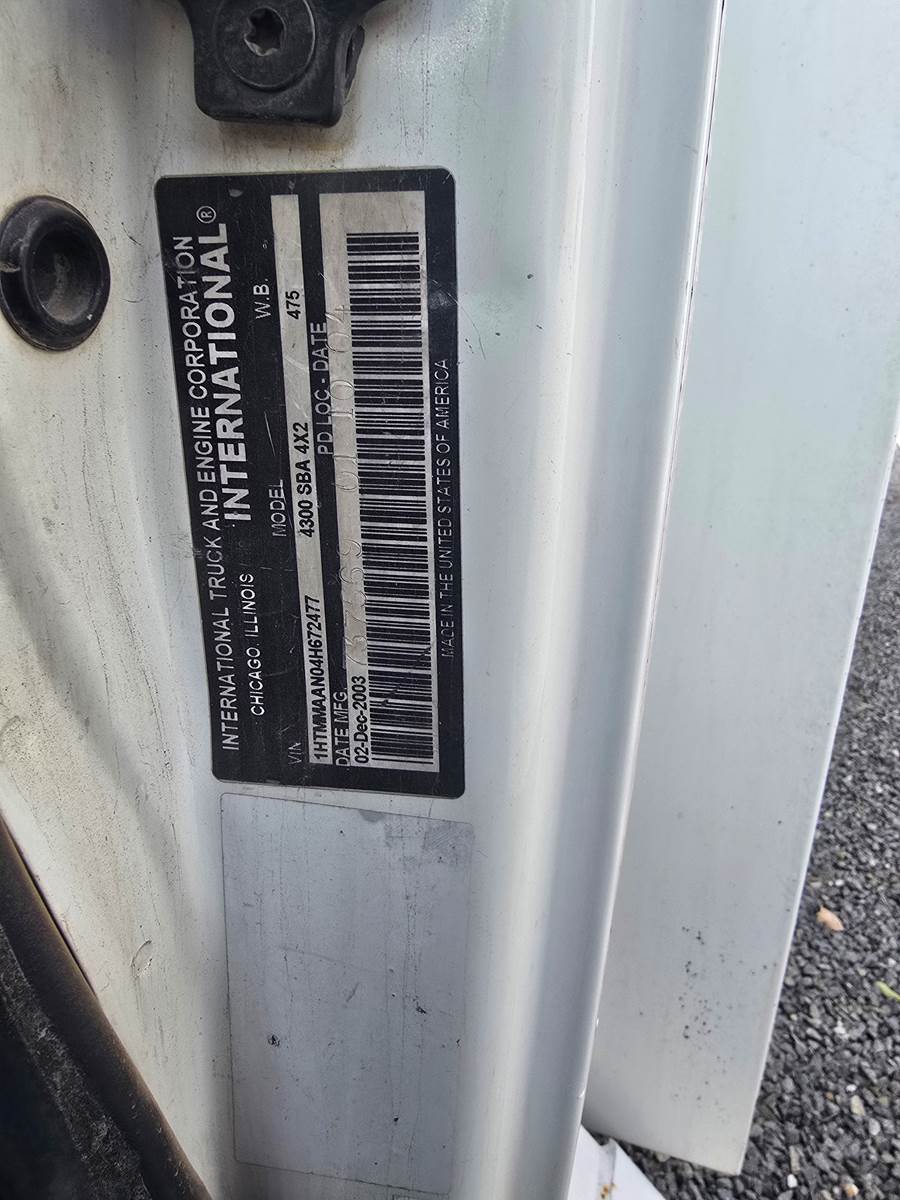 INTERNATIONAL TRUCK AND ENGINE CORPORATION
CHICAGO, ILLINOIS INTERNATIONAL®
VIN MODEL W.B.
1HTMMAAN04H672477 4300 SBA 4X2 475
DATE MFG. PD LOC.- DATE
02-Dec-2003
MADE IN THE UNITED STATES OF AMERICA